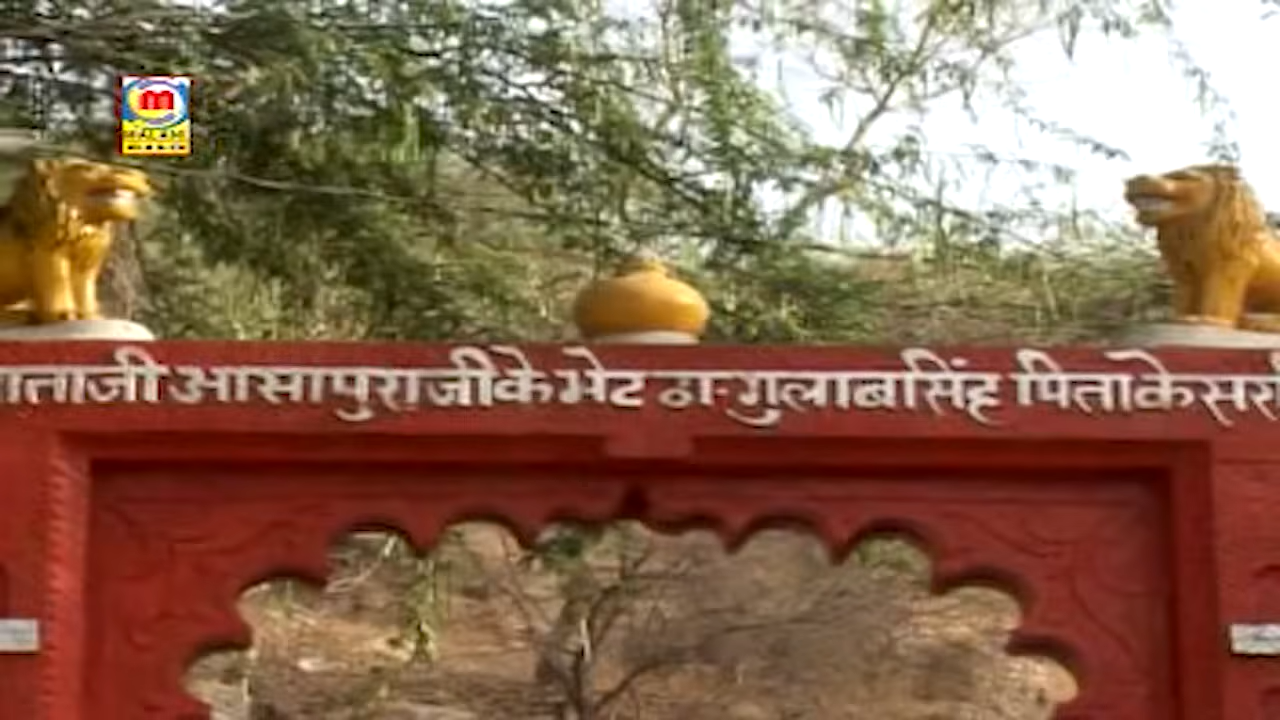 माताजी आसापुराजी के भेट ठा॰ गुलाबसिंह पिता केसरी